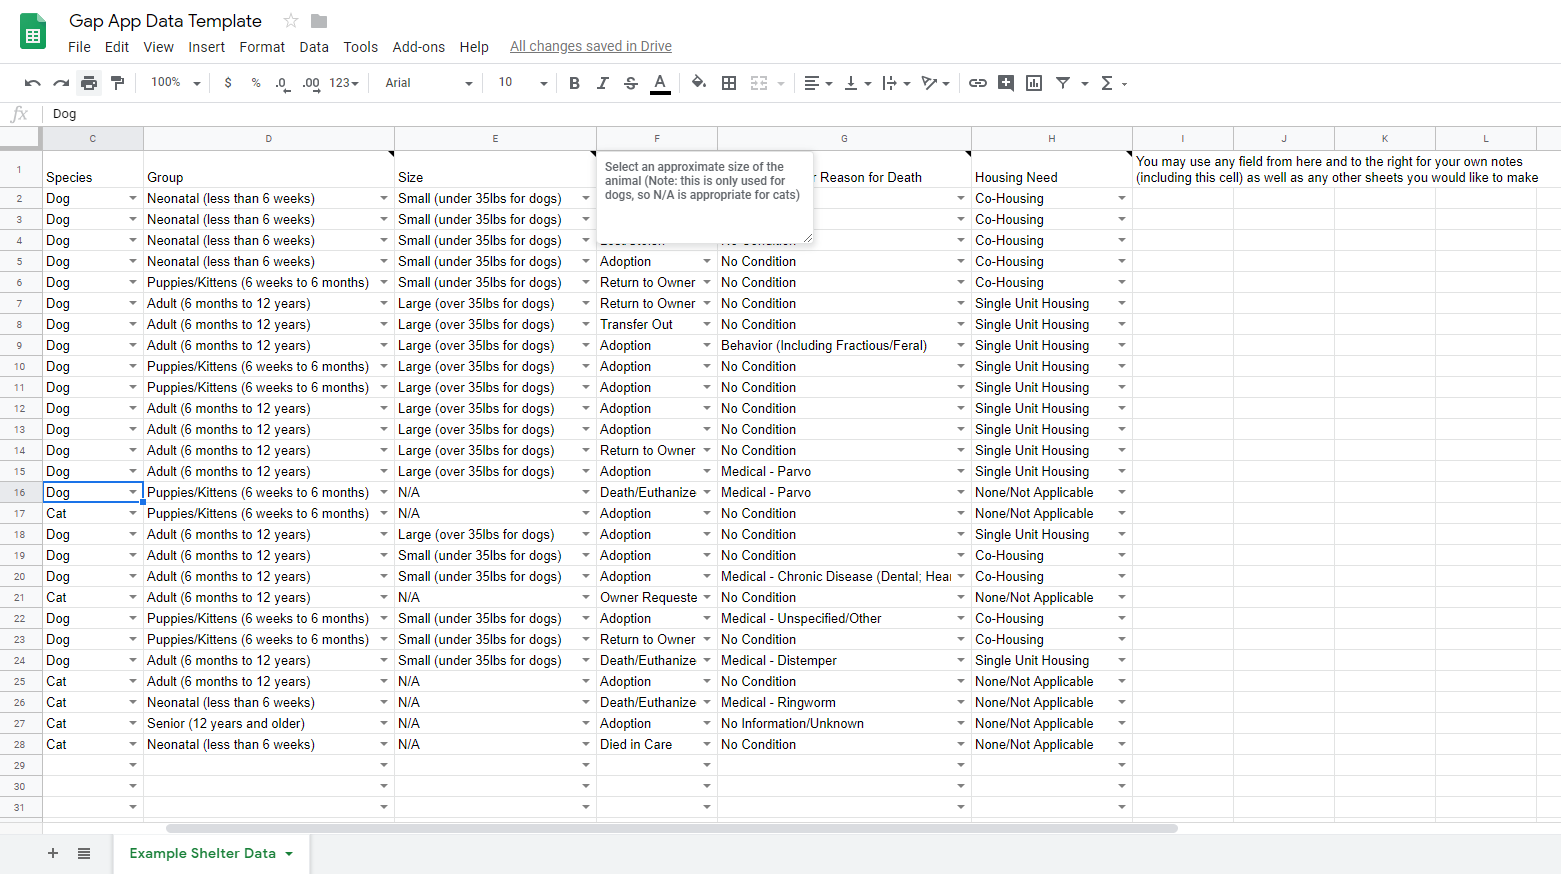 Gap App Data Template
File Edit View Insert Format Data Tools Add-ons Help All changes saved in Drive
100% $ % .0 .00 123 Arial 10 B I S A Σ
fx Dog
C D E F G H I J K L
1 Species Group Size r Reason for Death Housing Need You may use any field from here and to the right for your own notes
(including this cell) as well as any other sheets you would like to make
Select an approximate size of the
animal (Note: this is only used for
dogs, so N/A is appropriate for cats)
2 Dog Neonatal (less than 6 weeks) Small (under 35lbs for dogs) Co-Housing
3 Dog Neonatal (less than 6 weeks) Small (under 35lbs for dogs) Co-Housing
4 Dog Neonatal (less than 6 weeks) Small (under 35lbs for dogs) Co-Housing
5 Dog Neonatal (less than 6 weeks) Small (under 35lbs for dogs) Adoption No Condition Co-Housing
6 Dog Puppies/Kittens (6 weeks to 6 months) Small (under 35lbs for dogs) Return to Owner No Condition Co-Housing
7 Dog Adult (6 months to 12 years) Large (over 35lbs for dogs) Return to Owner No Condition Single Unit Housing
8 Dog Adult (6 months to 12 years) Large (over 35lbs for dogs) Transfer Out No Condition Single Unit Housing
9 Dog Adult (6 months to 12 years) Large (over 35lbs for dogs) Adoption Behavior (Including Fractious/Feral) Single Unit Housing
10 Dog Puppies/Kittens (6 weeks to 6 months) Large (over 35lbs for dogs) Adoption No Condition Single Unit Housing
11 Dog Puppies/Kittens (6 weeks to 6 months) Large (over 35lbs for dogs) Adoption No Condition Single Unit Housing
12 Dog Adult (6 months to 12 years) Large (over 35lbs for dogs) Adoption No Condition Single Unit Housing
13 Dog Adult (6 months to 12 years) Large (over 35lbs for dogs) Adoption No Condition Single Unit Housing
14 Dog Adult (6 months to 12 years) Large (over 35lbs for dogs) Return to Owner No Condition Single Unit Housing
15 Dog Adult (6 months to 12 years) Large (over 35lbs for dogs) Adoption Medical - Parvo Single Unit Housing
16 Dog Puppies/Kittens (6 weeks to 6 months) N/A Death/Euthanize Medical - Parvo None/Not Applicable
17 Cat Puppies/Kittens (6 weeks to 6 months) N/A Adoption No Condition None/Not Applicable
18 Dog Adult (6 months to 12 years) Large (over 35lbs for dogs) Adoption No Condition Single Unit Housing
19 Dog Adult (6 months to 12 years) Small (under 35lbs for dogs) Adoption No Condition Co-Housing
20 Dog Adult (6 months to 12 years) Small (under 35lbs for dogs) Adoption Medical - Chronic Disease (Dental; Hear Co-Housing
21 Cat Adult (6 months to 12 years) N/A Owner Requeste No Condition None/Not Applicable
22 Dog Puppies/Kittens (6 weeks to 6 months) Small (under 35lbs for dogs) Adoption Medical - Unspecified/Other Co-Housing
23 Dog Puppies/Kittens (6 weeks to 6 months) Small (under 35lbs for dogs) Return to Owner No Condition Co-Housing
24 Dog Adult (6 months to 12 years) Small (under 35lbs for dogs) Death/Euthanize Medical - Distemper Single Unit Housing
25 Cat Adult (6 months to 12 years) N/A Adoption No Condition None/Not Applicable
26 Cat Neonatal (less than 6 weeks) N/A Death/Euthanize Medical - Ringworm None/Not Applicable
27 Cat Senior (12 years and older) N/A Adoption No Information/Unknown None/Not Applicable
28 Cat Neonatal (less than 6 weeks) N/A Died in Care No Condition None/Not Applicable
29
30
31
Example Shelter Data